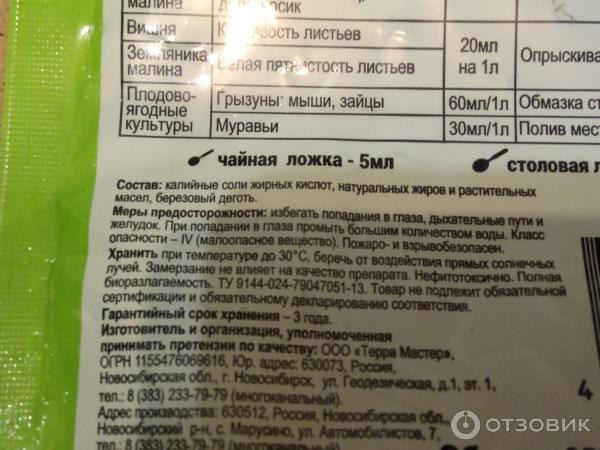 малина
Вишня
листьев
Земляника
малина
Белая пятнистость листьев
20мл
на 1л
Плодово-
ягодные
культуры
Грызуны: мыши, зайцы
60мл/1л
Обмазка
Муравьи
30мл/1л
Полив
чайная ложка - 5мл
столовая
Состав: калийные соли жирных кислот, натуральных жиров и растительных
масел, березовый деготь.
Меры предосторожности: избегать попадания в глаза, дыхательные пути и
желудок. При попадании в глаза промыть большим количеством воды. Класс
опасности – IV (малоопасное вещество). Пожаро- и взрывобезопасен.
Хранить при температуре до 30°С, беречь от воздействия прямых солнечных
лучей. Замерзание не влияет на качество препарата. Нефитотоксично. Полная
биоразлагаемость. ТУ 9144-024-79047051-13. Товар не подлежит обязательной
сертификации и обязательному декларированию соответствия.
Гарантийный срок хранения – 3 года.
Изготовитель и организация, уполномоченная
принимать претензии по качеству: ООО «Терра Мастер»,
ОГРН 1155476069616, Юр. адрес: 630073, Россия,
Новосибирская обл., г. Новосибирск, ул. Геодезическая, д.1, эт. 1,
тел.: 8 (383) 233-79-79 (многоканальный).
Адрес производства: 630512, Россия, Новосибирская обл.,
Новосибирский р-н, с. Марусино, ул. Автомобилистов, 7,
тел.: 8 (383) 233-79-79 (многоканальный)
4
ОТЗОВИК